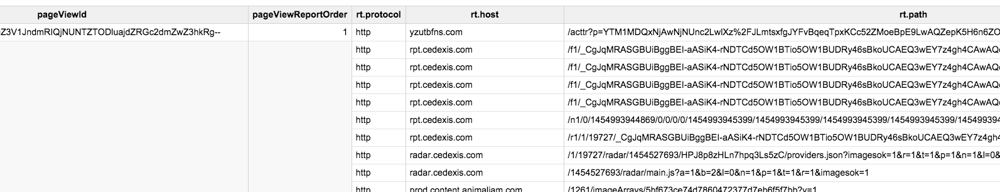 pageViewId pageViewReportOrder rt.protocol rt.host rt.path
Z3V1JndmRIQjNUNTZTODluajdZRGc2dmZwZ3hkRg-- 1 http yzutbfns.com /acttr?p=YTM1MDQxNjAwNjNUnc2LwlXz%2FJLmtsxfgJYFvBqeqTpxKCc52ZMoeBpE9LwAQZepK5H6n6ZO
http rpt.cedexis.com /f1/_CgJqMRASGBUiBggBEI-aASiK4-rNDTCd5OW1BTio5OW1BUDRy46sBkoUCAEQ3wEY7z4gh4CAwAQ
http rpt.cedexis.com /f1/_CgJqMRASGBUiBggBEI-aASiK4-rNDTCd5OW1BTio5OW1BUDRy46sBkoUCAEQ3wEY7z4gh4CAwAQ
http rpt.cedexis.com /f1/_CgJqMRASGBUiBggBEI-aASiK4-rNDTCd5OW1BTio5OW1BUDRy46sBkoUCAEQ3wEY7z4gh4CAwAQ
http rpt.cedexis.com /f1/_CgJqMRASGBUiBggBEI-aASiK4-rNDTCd5OW1BTio5OW1BUDRy46sBkoUCAEQ3wEY7z4gh4CAwAQ
http rpt.cedexis.com /n1/0/1454993944869/0/0/0/0/1454993945399/1454993945399/1454993945399/1454993945399/14549939
http rpt.cedexis.com /r1/1/19727/_CgJqMRASGBUiBggBEI-aASiK4-rNDTCd5OW1BTio5OW1BUDRy46sBkoUCAEQ3wEY7z4gh4
http radar.cedexis.com /1/19727/radar/1454527693/HPJ8p8zHLn7hpq3Ls5zC/providers.json?imagesok=1&r=1&t=1&p=1&n=1&l=0&
http radar.cedexis.com /1454527693/radar/main.js?a=1&b=2&l=0&n=1&p=1&t=1&r=1&imagesok=1
http prod.content.animaljam.com /1261/imageArrays/5bf673ce74d7860472377d7eb6f5f7bb?v=1